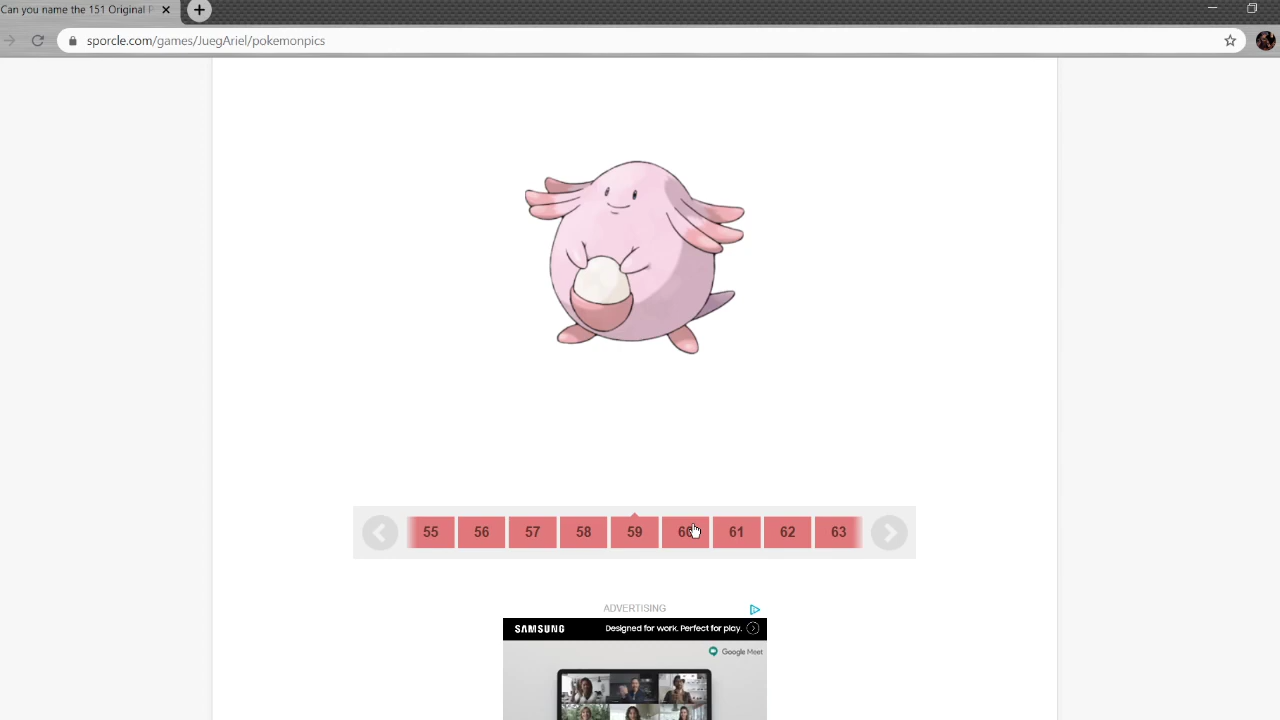 Can you name the 151 Original P
sporcle.com/games/JuegAriel/pokemonpics
55 56 57 58 59 60 61 62 63
ADVERTISING
SAMSUNG Designed for work. Perfect for play.
Google Meet